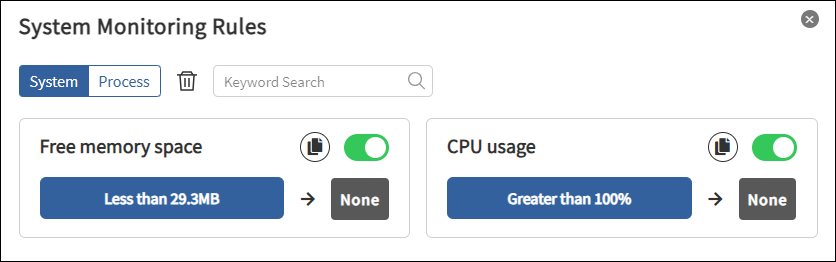 System Monitoring Rules
System Process Keyword Search
Free memory space
Less than 29.3MB None
CPU usage
Greater than 100% None